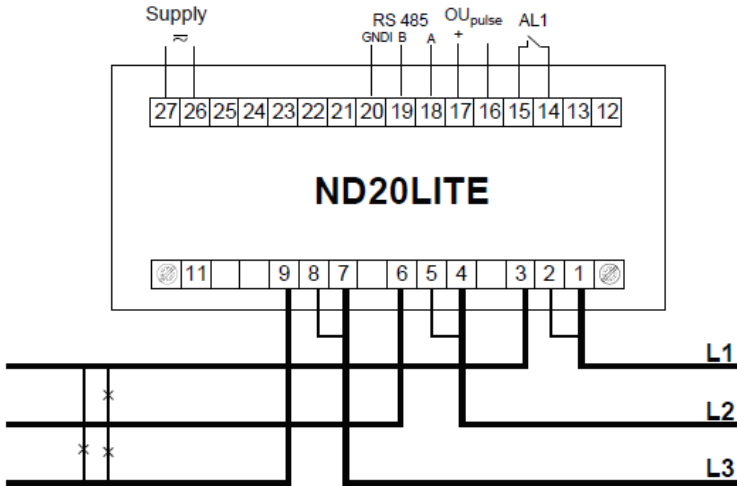 Supply
RS 485 OUpulse AL1
GNDI B A +
27 26 25 24 23 22 21 20 19 18 17 16 15 14 13 12
ND20LITE
11 9 8 7 6 5 4 3 2 1
L1
L2
L3